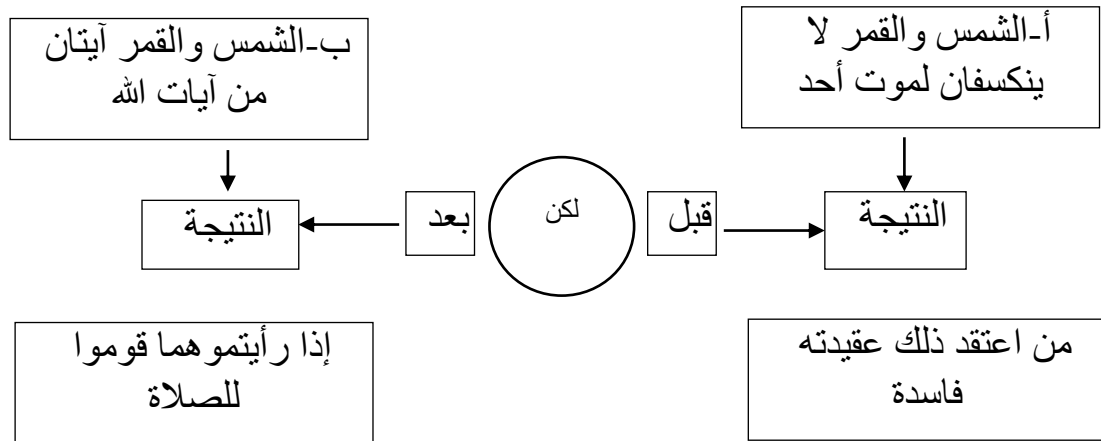 أ-الشمس والقمر لا
ينكسفان لموت أحد
ب-الشمس والقمر آيتان
من آيات الله
النتيجة
قبل
لكن
بعد
النتيجة
من اعتقد ذلك عقيدته
فاسدة
إذا رأيتموهما قوموا
للصلاة